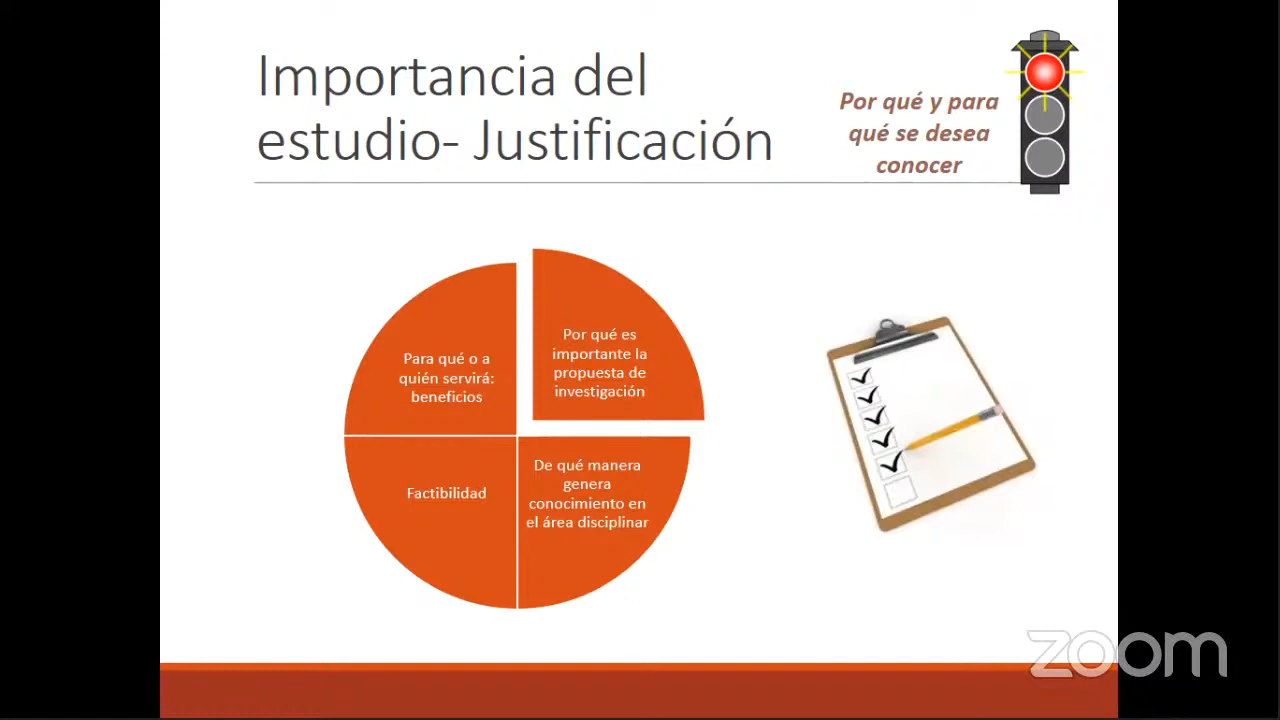 Importancia del
estudio- Justificación
Por qué y para
qué se desea
conocer
Por qué es
importante la
propuesta de
investigación
De qué manera
genera
conocimiento en
el área disciplinar
Factibilidad
Para qué o a
quién servirá:
beneficios
zoom